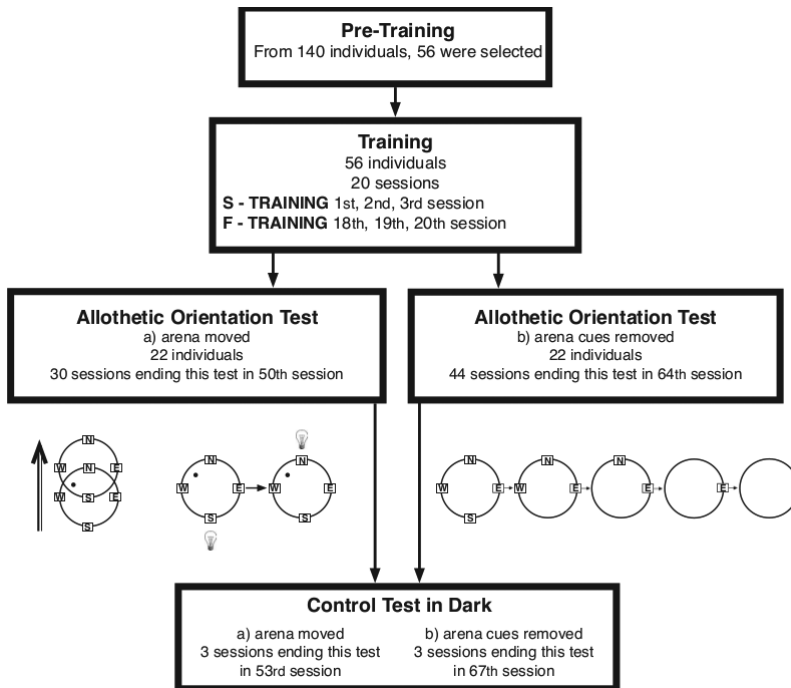 Pre-Training
From 140 individuals, 56 were selected
Training
56 individuals
20 sessions
S - TRAINING 1st, 2nd, 3rd session
F - TRAINING 18th, 19th, 20th session
Allothetic Orientation Test
a) arena moved
22 individuals
30 sessions ending this test in 50th session
Allothetic Orientation Test
b) arena cues removed
22 individuals
44 sessions ending this test in 64th session
N
W N E
W S E
S
N
W E
S
N
W E
S
N
W E
S
N
W E
N
E
E
Control Test in Dark
a) arena moved
3 sessions ending this test
in 53rd session
b) arena cues removed
3 sessions ending this test
in 67th session